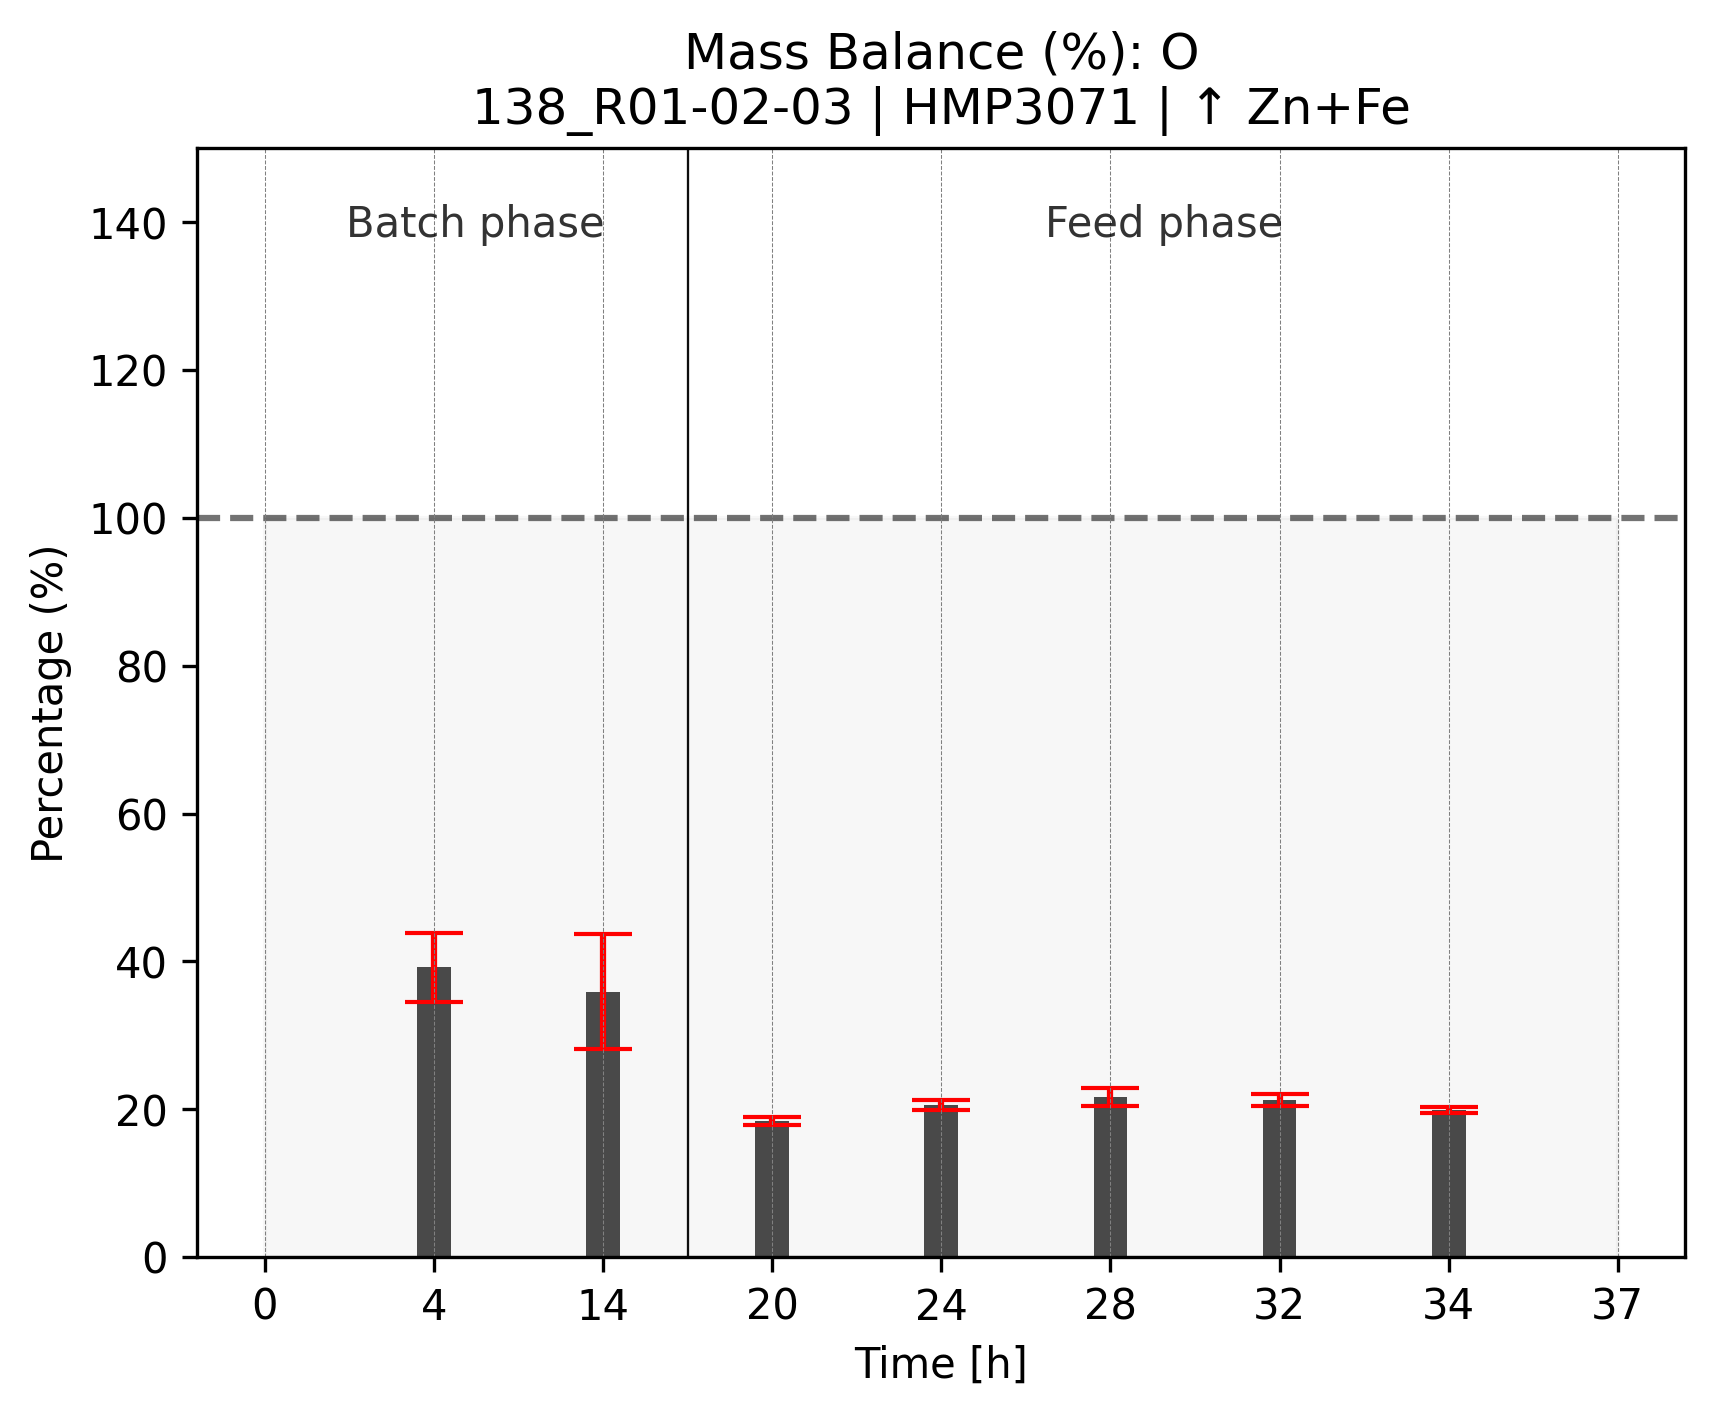 Mass Balance (%): O
138_R01-02-03 | HMP3071 | ↑ Zn+Fe
Batch phase
Feed phase
140
120
100
80
60
40
20
0
Percentage (%)
0 4 14 20 24 28 32 34 37
Time [h]